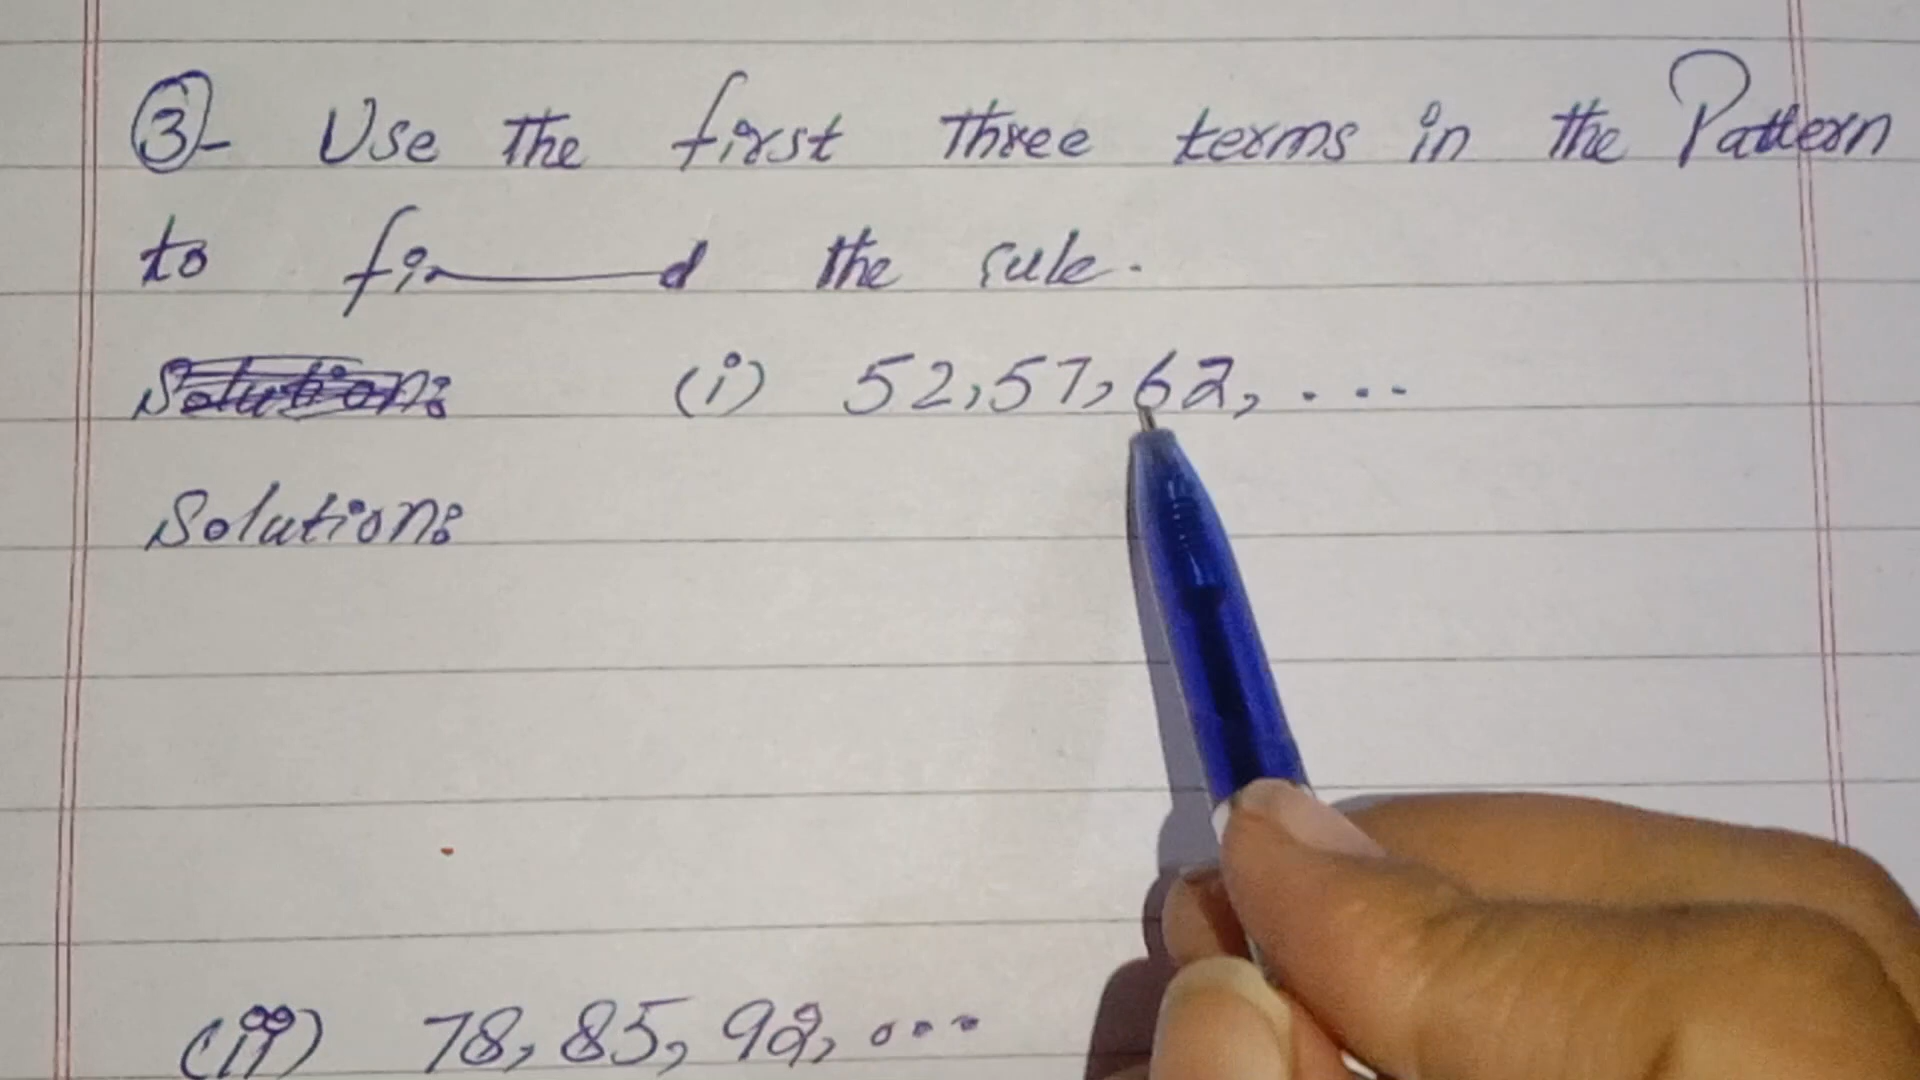 ③- Use the first three terms in the Pattern
to find the rule.
Solution: (i) 52, 57, 62, ...
Solution:
(ii) 78, 85, 92, ...